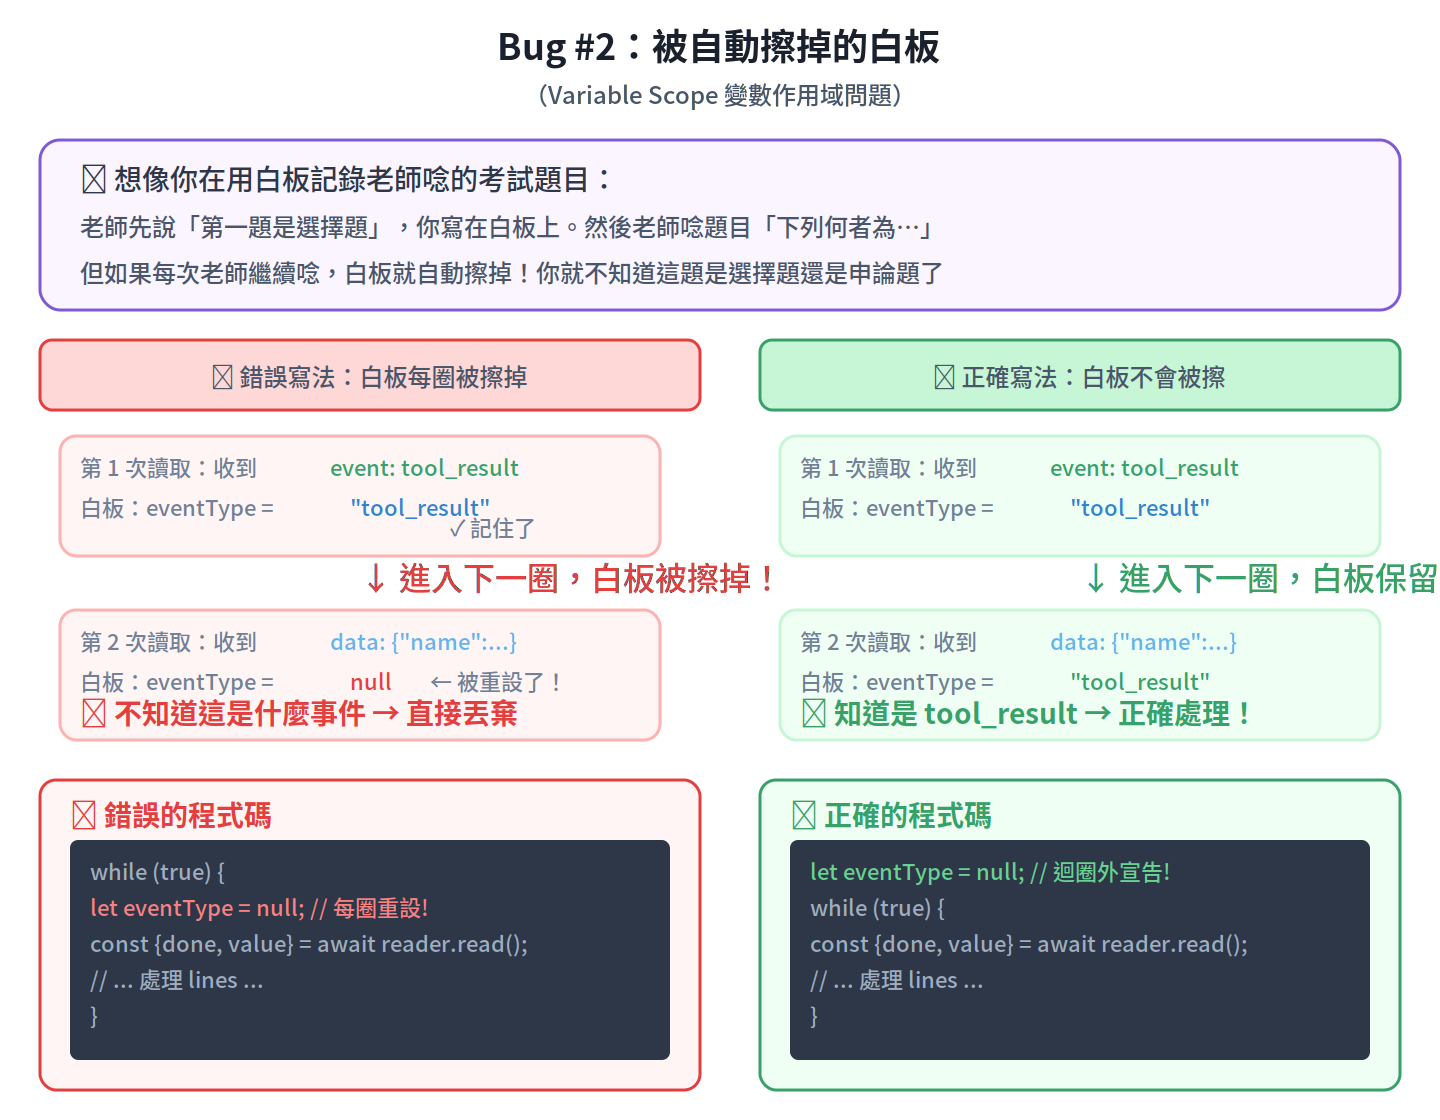 Bug #2：被自動擦掉的白板
（Variable Scope 變數作用域問題）
想像你在用白板記錄老師唸的考試題目：
老師先說「第一題是選擇題」，你寫在白板上。然後老師唸題目「下列何者為…」
但如果每次老師繼續唸，白板就自動擦掉！你就不知道這題是選擇題還是申論題了
錯誤寫法：白板每圈被擦掉
第 1 次讀取：收到 event: tool_result
白板：eventType = "tool_result"
✓ 記住了
↓ 進入下一圈，白板被擦掉！
第 2 次讀取：收到 data: {"name":...}
白板：eventType = null ← 被重設了！
不知道這是什麼事件 → 直接丟棄
錯誤的程式碼
while (true) {
let eventType = null; // 每圈重設!
const {done, value} = await reader.read();
// ... 處理 lines ...
}
正確寫法：白板不會被擦
第 1 次讀取：收到 event: tool_result
白板：eventType = "tool_result"
↓ 進入下一圈，白板保留
第 2 次讀取：收到 data: {"name":...}
白板：eventType = "tool_result"
知道是 tool_result → 正確處理！
正確的程式碼
let eventType = null; // 迴圈外宣告!
while (true) {
const {done, value} = await reader.read();
// ... 處理 lines ...
}